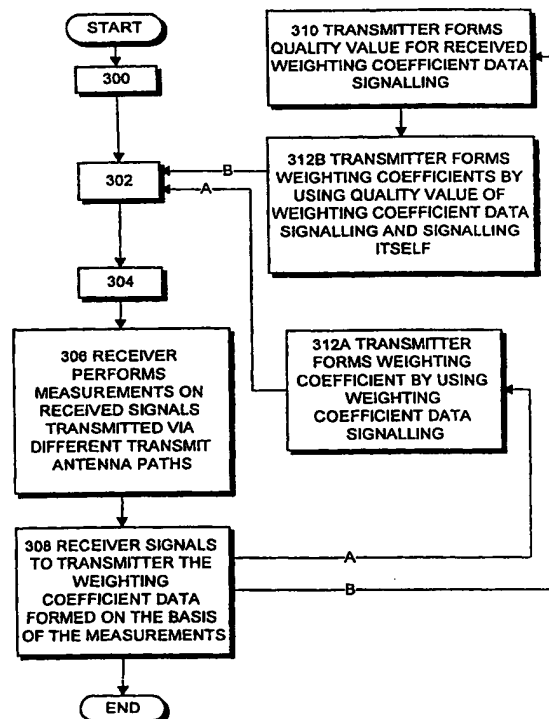 START
300
302
304
306 RECEIVER
PERFORMS
MEASUREMENTS ON
RECEIVED SIGNALS
TRANSMITTED VIA
DIFFERENT TRANSMIT
ANTENNA PATHS
308 RECEIVER SIGNALS
TO TRANSMITTER THE
WEIGHTING
COEFFICIENT DATA
FORMED ON THE BASIS
OF THE MEASUREMENTS
END
310 TRANSMITTER FORMS
QUALITY VALUE FOR RECEIVED
WEIGHTING COEFFICIENT DATA
SIGNALLING
B
A
312B TRANSMITTER FORMS
WEIGHTING COEFFICIENTS BY
USING QUALITY VALUE OF
WEIGHTING COEFFICIENT DATA
SIGNALLING AND SIGNALLING
ITSELF
312A TRANSMITTER
FORMS WEIGHTING
COEFFICIENT BY USING
WEIGHTING
COEFFICIENT DATA
SIGNALLING
A
B